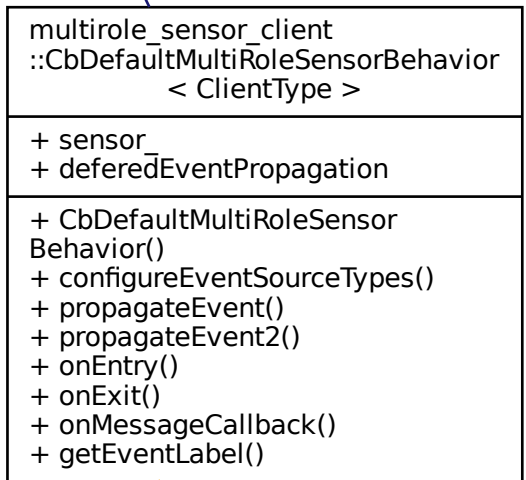 multirole_sensor_client
::CbDefaultMultiRoleSensorBehavior
< ClientType >
+ sensor_
+ deferedEventPropagation
+ CbDefaultMultiRoleSensor
Behavior()
+ configureEventSourceTypes()
+ propagateEvent()
+ propagateEvent2()
+ onEntry()
+ onExit()
+ onMessageCallback()
+ getEventLabel()